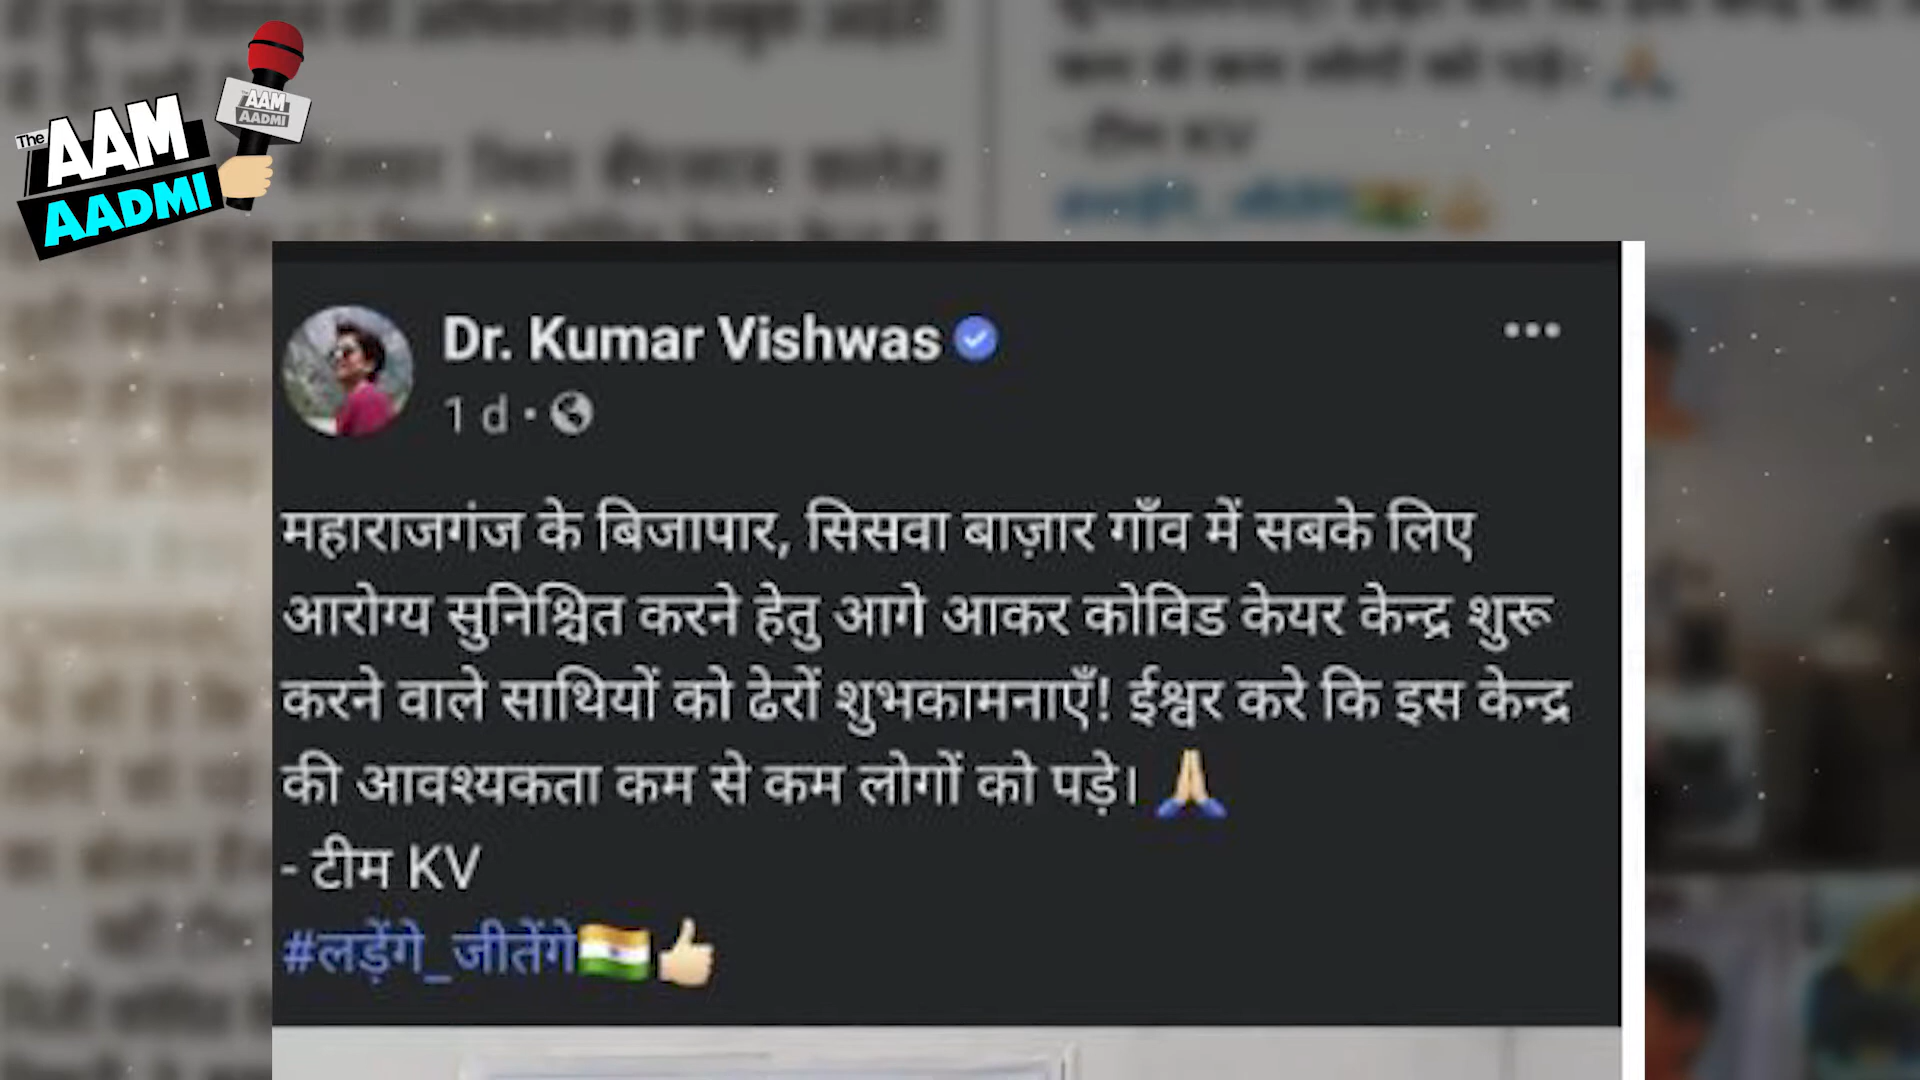 The AAM
AADMI
The AAM
AADMI
Dr. Kumar Vishwas
1 d
महाराजगंज के बिजापार, सिसवा बाज़ार गाँव में सबके लिए
आरोग्य सुनिश्चित करने हेतु आगे आकर कोविड केयर केन्द्र शुरू
करने वाले साथियों को ढेरों शुभकामनाएँ! ईश्वर करे कि इस केन्द्र
की आवश्यकता कम से कम लोगों को पड़े। 🙏🏼
- टीम KV
#लड़ेंगे_जीतेंगे🇮🇳👍🏼